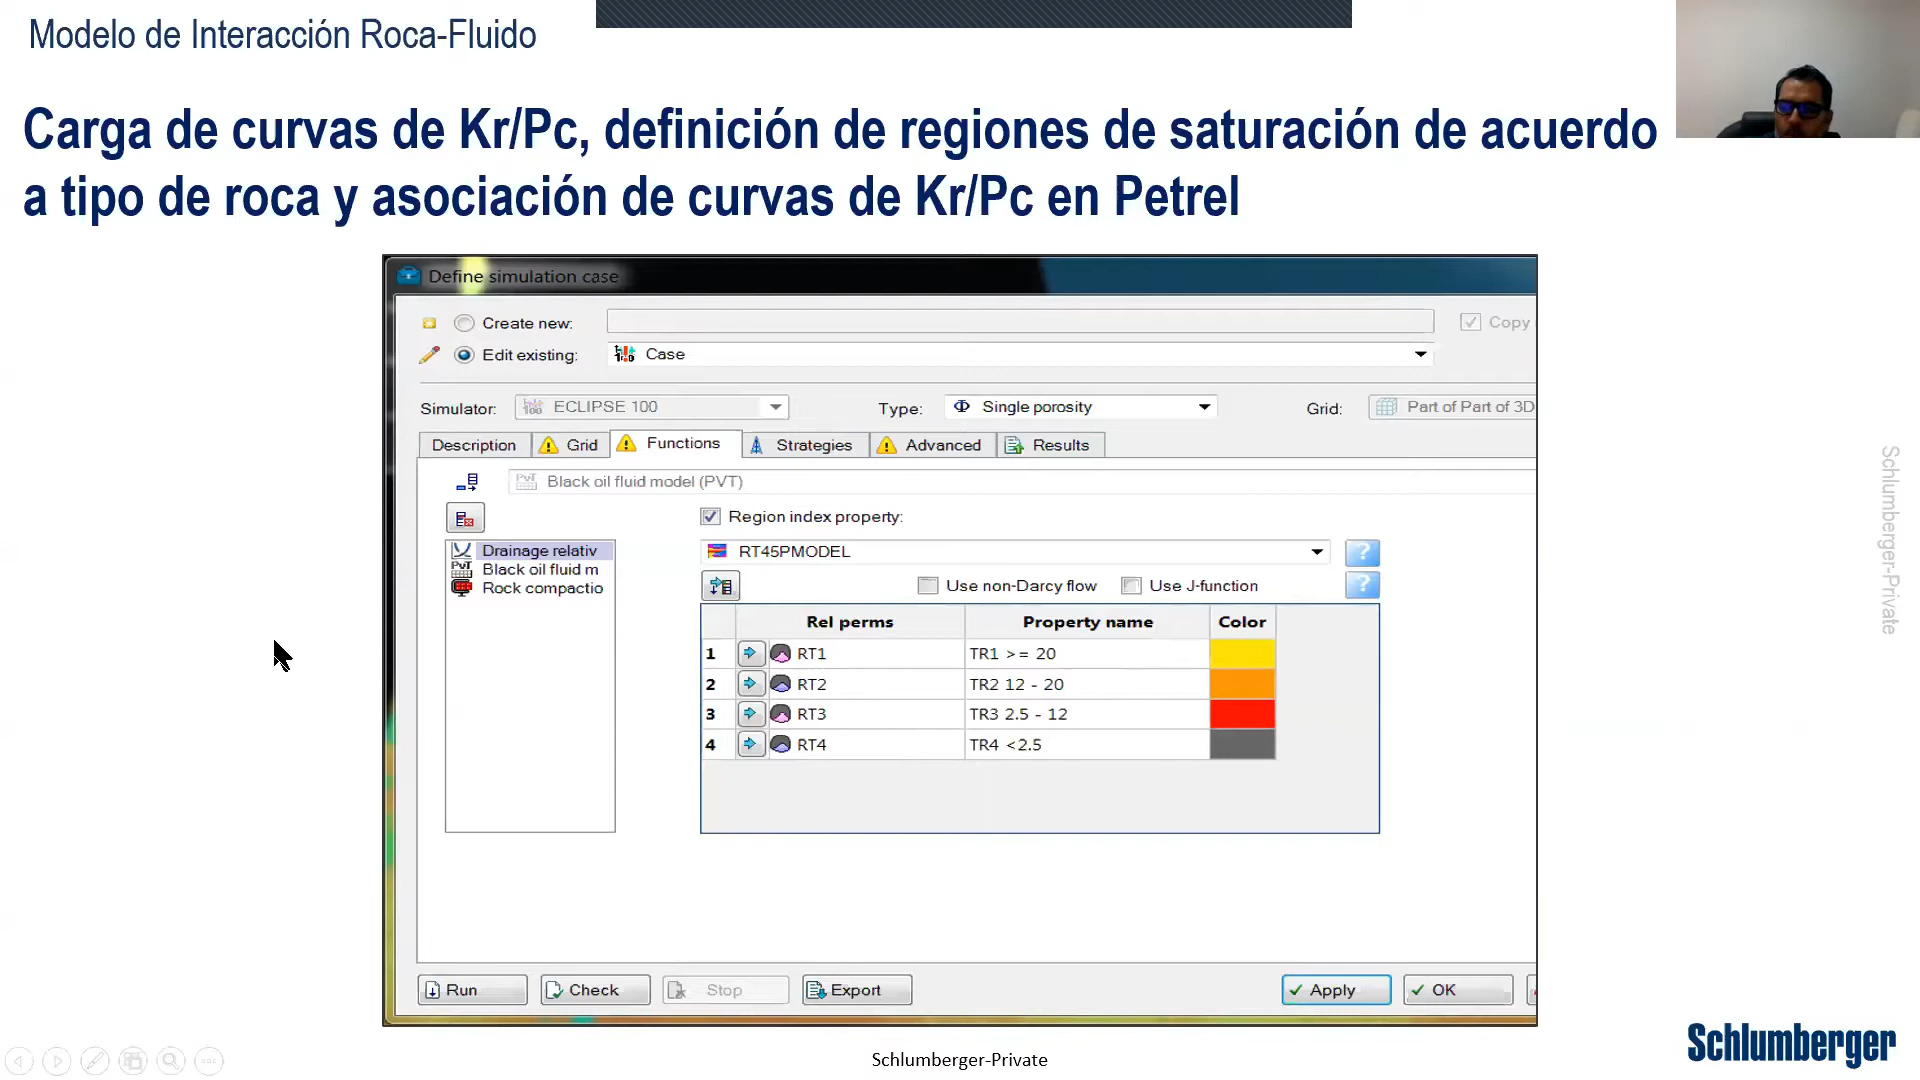 Modelo de Interacción Roca-Fluido
Carga de curvas de Kr/Pc, definición de regiones de saturación de acuerdo
a tipo de roca y asociación de curvas de Kr/Pc en Petrel
Define simulation case
Create new:
Copy
Edit existing: Case
Simulator: ECLIPSE 100 Type: Single porosity Grid: Part of Part of 3D
Description Grid Functions Strategies Advanced Results
Black oil fluid model (PVT)
Region index property:
Drainage relativ
Black oil fluid m
Rock compactio
RT45PMODEL
Use non-Darcy flow Use J-function
Rel perms Property name Color
1 RT1 TR1 >= 20
2 RT2 TR2 12 - 20
3 RT3 TR3 2.5 - 12
4 RT4 TR4 <2.5
Run Check Stop Export Apply OK
Schlumberger-Private
Schlumberger-Private
Schlumberger